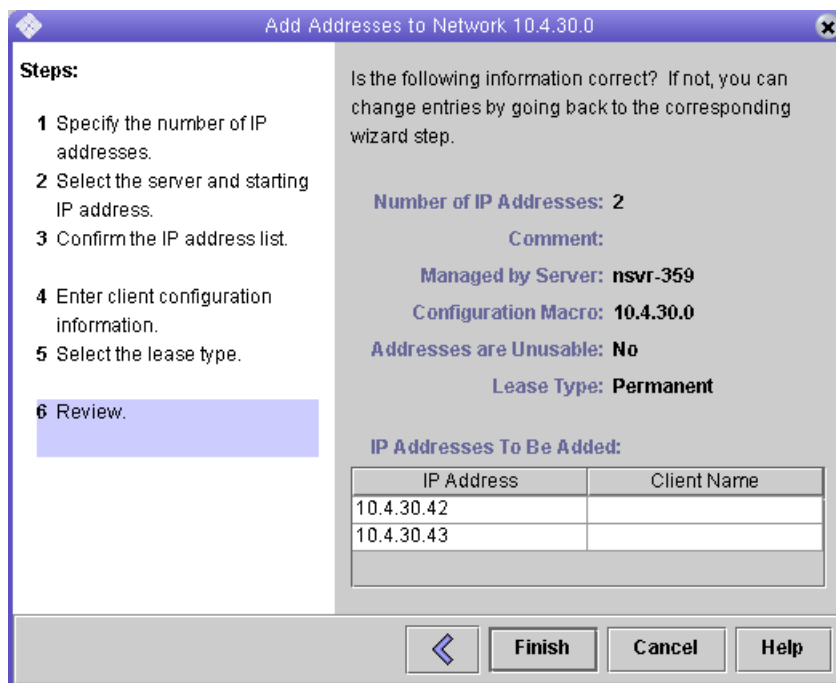 Add Addresses to Network 10.4.30.0
Steps:
1 Specify the number of IP
addresses.
2 Select the server and starting
IP address.
3 Confirm the IP address list.
4 Enter client configuration
information.
5 Select the lease type.
6 Review.
Is the following information correct? If not, you can
change entries by going back to the corresponding
wizard step.
Number of IP Addresses: 2
Comment:
Managed by Server: nsvr-359
Configuration Macro: 10.4.30.0
Addresses are Unusable: No
Lease Type: Permanent
IP Addresses To Be Added:
IP Address Client Name
10.4.30.42
10.4.30.43
Finish Cancel Help